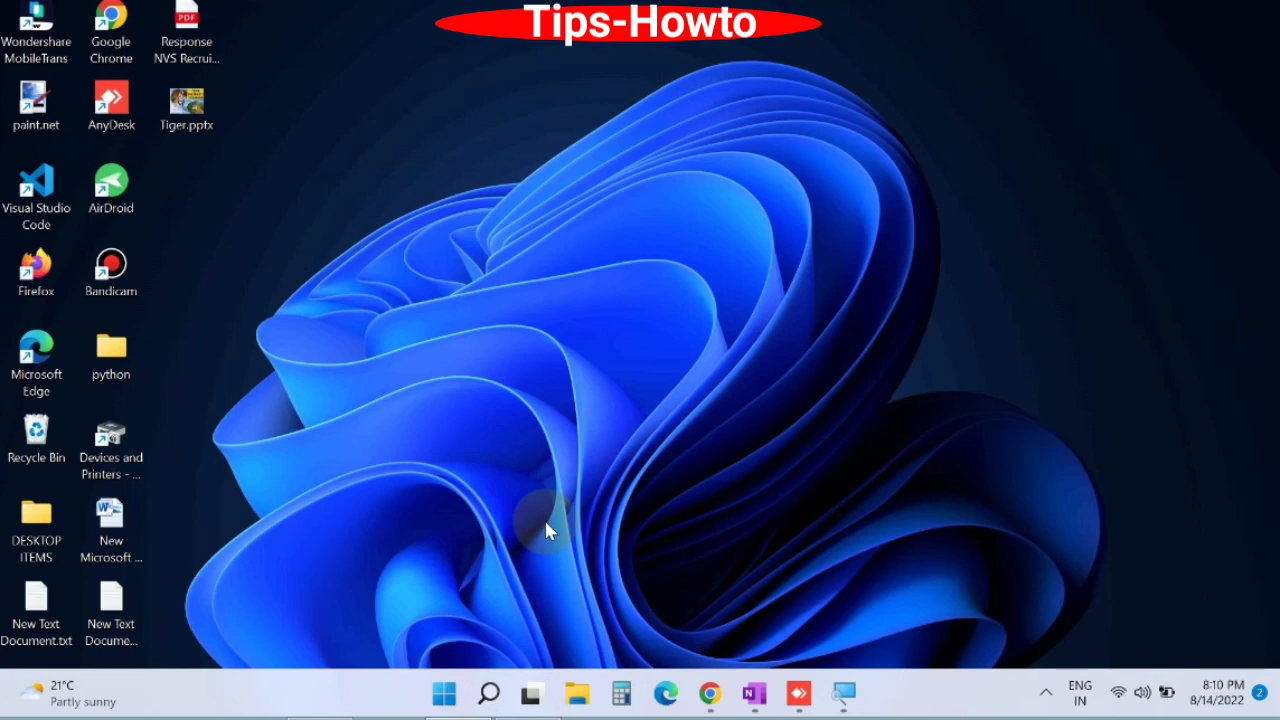 Tips-Howto
Wondershare
MobileTrans
Google
Chrome
PDF
Response
NVS Recrui...
paint.net
AnyDesk
Tiger.pptx
Visual Studio
Code
AirDroid
Firefox
Bandicam
Microsoft
Edge
python
Recycle Bin
Devices and
Printers - ...
DESKTOP
ITEMS
W
New
Microsoft ...
New Text
Document.txt
New Text
Docume...
21°C
Partly sunny
N
ENG
IN
8:10 PM
8/14/2022
2